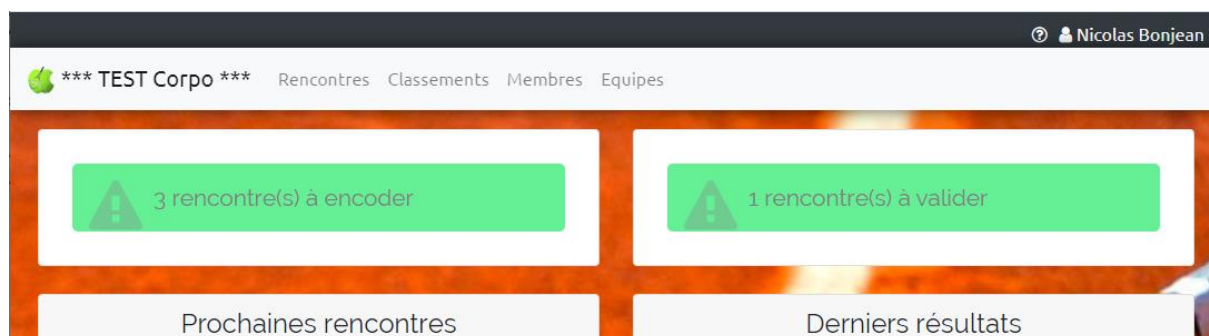 Nicolas Bonjean
*** TEST Corpo *** Rencontres Classements Membres Equipes
3 rencontre(s) à encoder
1 rencontre(s) à valider
Prochaines rencontres
Derniers résultats